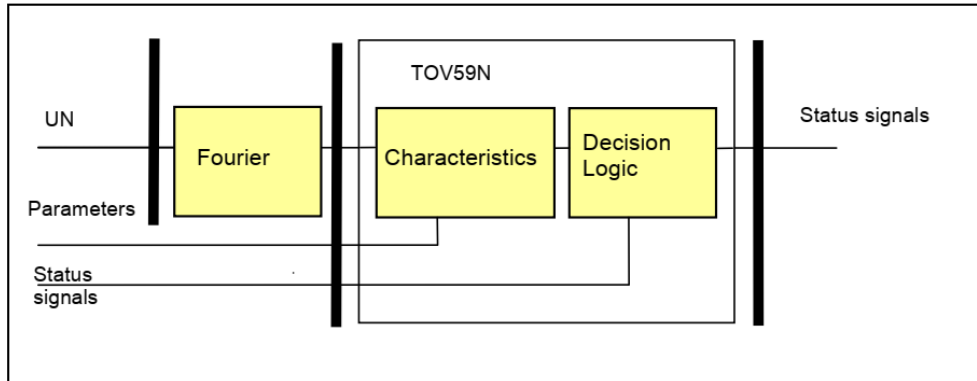 TOV59N
UN
Status signals
Fourier
Characteristics
Decision
Logic
Parameters
Status
signals